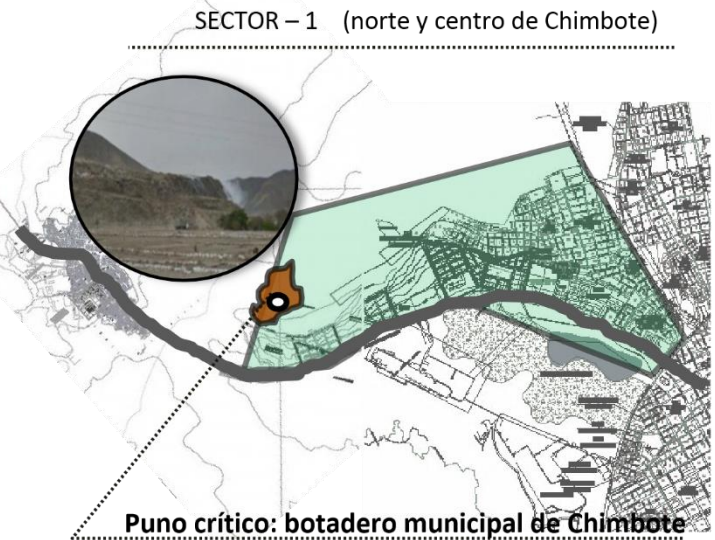 SECTOR – 1 (norte y centro de Chimbote)
Puno crítico: botadero municipal de Chimbote